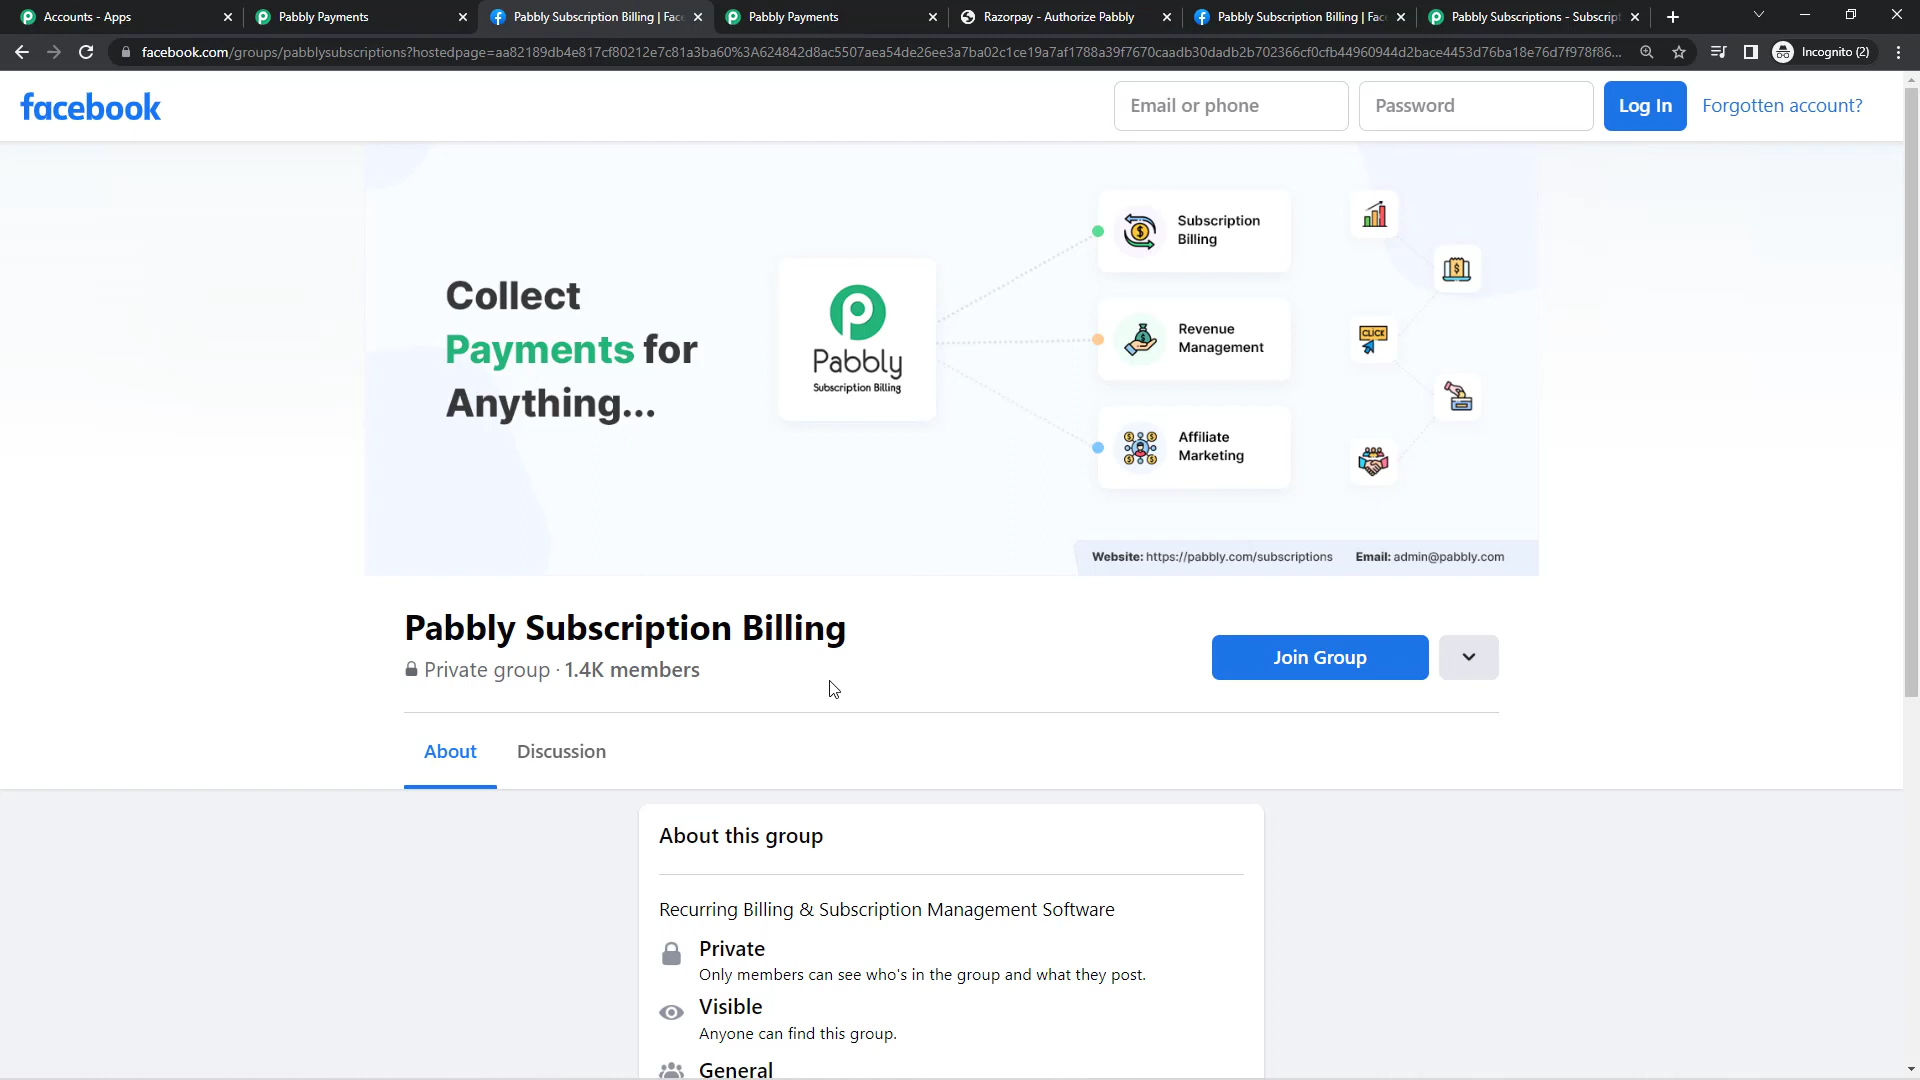 Accounts - Apps
Pabbly Payments
Pabbly Subscription Billing | Fac
Pabbly Payments
Razorpay - Authorize Pabbly
Pabbly Subscription Billing | Fac
Pabbly Subscriptions - Subscript
facebook.com/groups/pabblysubscriptions?hostedpage=aa82189db4e817cf80212e7c81a3ba60%3A624842d8ac5507aea54de26ee3a7ba02c1ce19a7af1788a39f7670caadb30dadb2b702366cf0cfb44960944d2bace4453d76ba18e76d7f978f86...
Incognito (2)
facebook
Email or phone
Password
Log In
Forgotten account?
Collect
Payments for
Anything...
Pabbly
Subscription Billing
Subscription
Billing
Revenue
Management
Affiliate
Marketing
CLICK
Website: https://pabbly.com/subscriptions Email: admin@pabbly.com
Pabbly Subscription Billing
Private group · 1.4K members
Join Group
About
Discussion
About this group
Recurring Billing & Subscription Management Software
Private
Only members can see who's in the group and what they post.
Visible
Anyone can find this group.
General